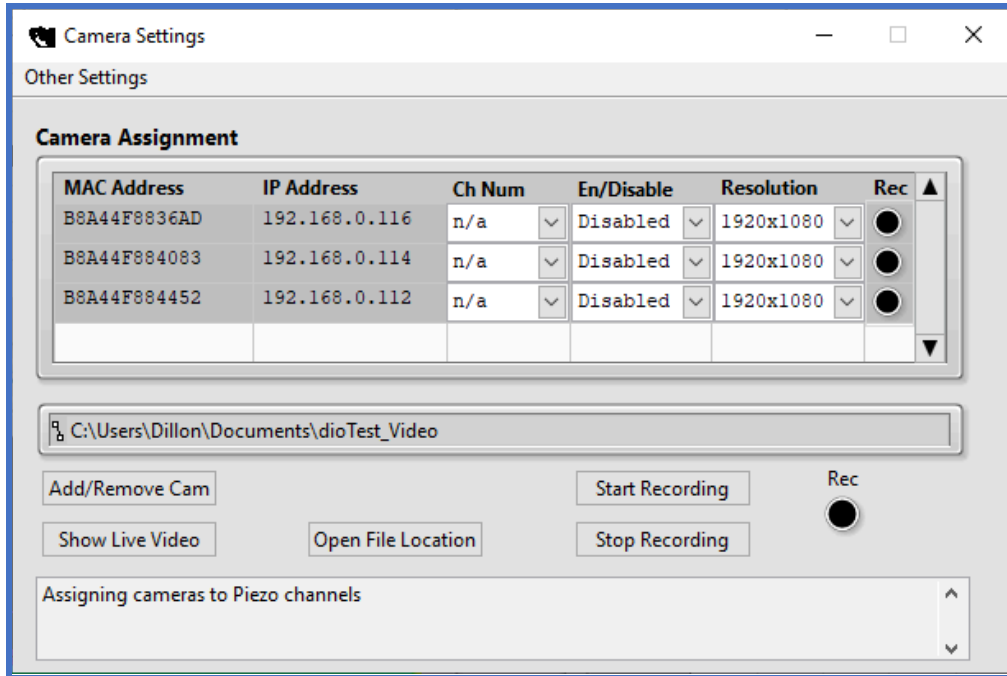 Camera Settings
Other Settings
Camera Assignment
MAC Address IP Address Ch Num En/Disable Resolution Rec
B8A44F8836AD 192.168.0.116 n/a Disabled 1920x1080
B8A44F884083 192.168.0.114 n/a Disabled 1920x1080
B8A44F884452 192.168.0.112 n/a Disabled 1920x1080
C:\Users\Dillon\Documents\dioTest_Video
Add/Remove Cam Start Recording Rec
Show Live Video Open File Location Stop Recording
Assigning cameras to Piezo channels